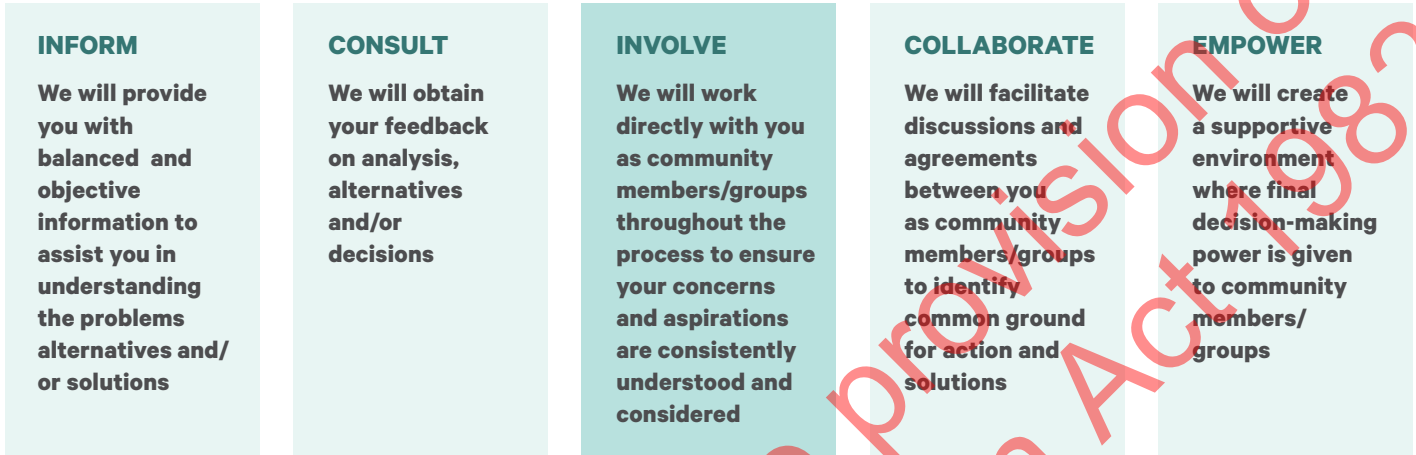 INFORM
We will provide
you with
balanced  and
objective
information to
assist you in
understanding
the problems
alternatives and/
or solutions
CONSULT
We will obtain
your feedback
on analysis,
alternatives
and/or
decisions
INVOLVE
We will work
directly with you
as community
members/groups
throughout the
process to ensure
your concerns
and aspirations
are consistently
understood and
considered
COLLABORATE
We will facilitate
discussions and
agreements
between you
as community
members/groups
to identify
common ground
for action and
solutions
EMPOWER
We will create
a supportive
environment
where final
decision-making
power is given
to community
members/
groups
provision
Act 198